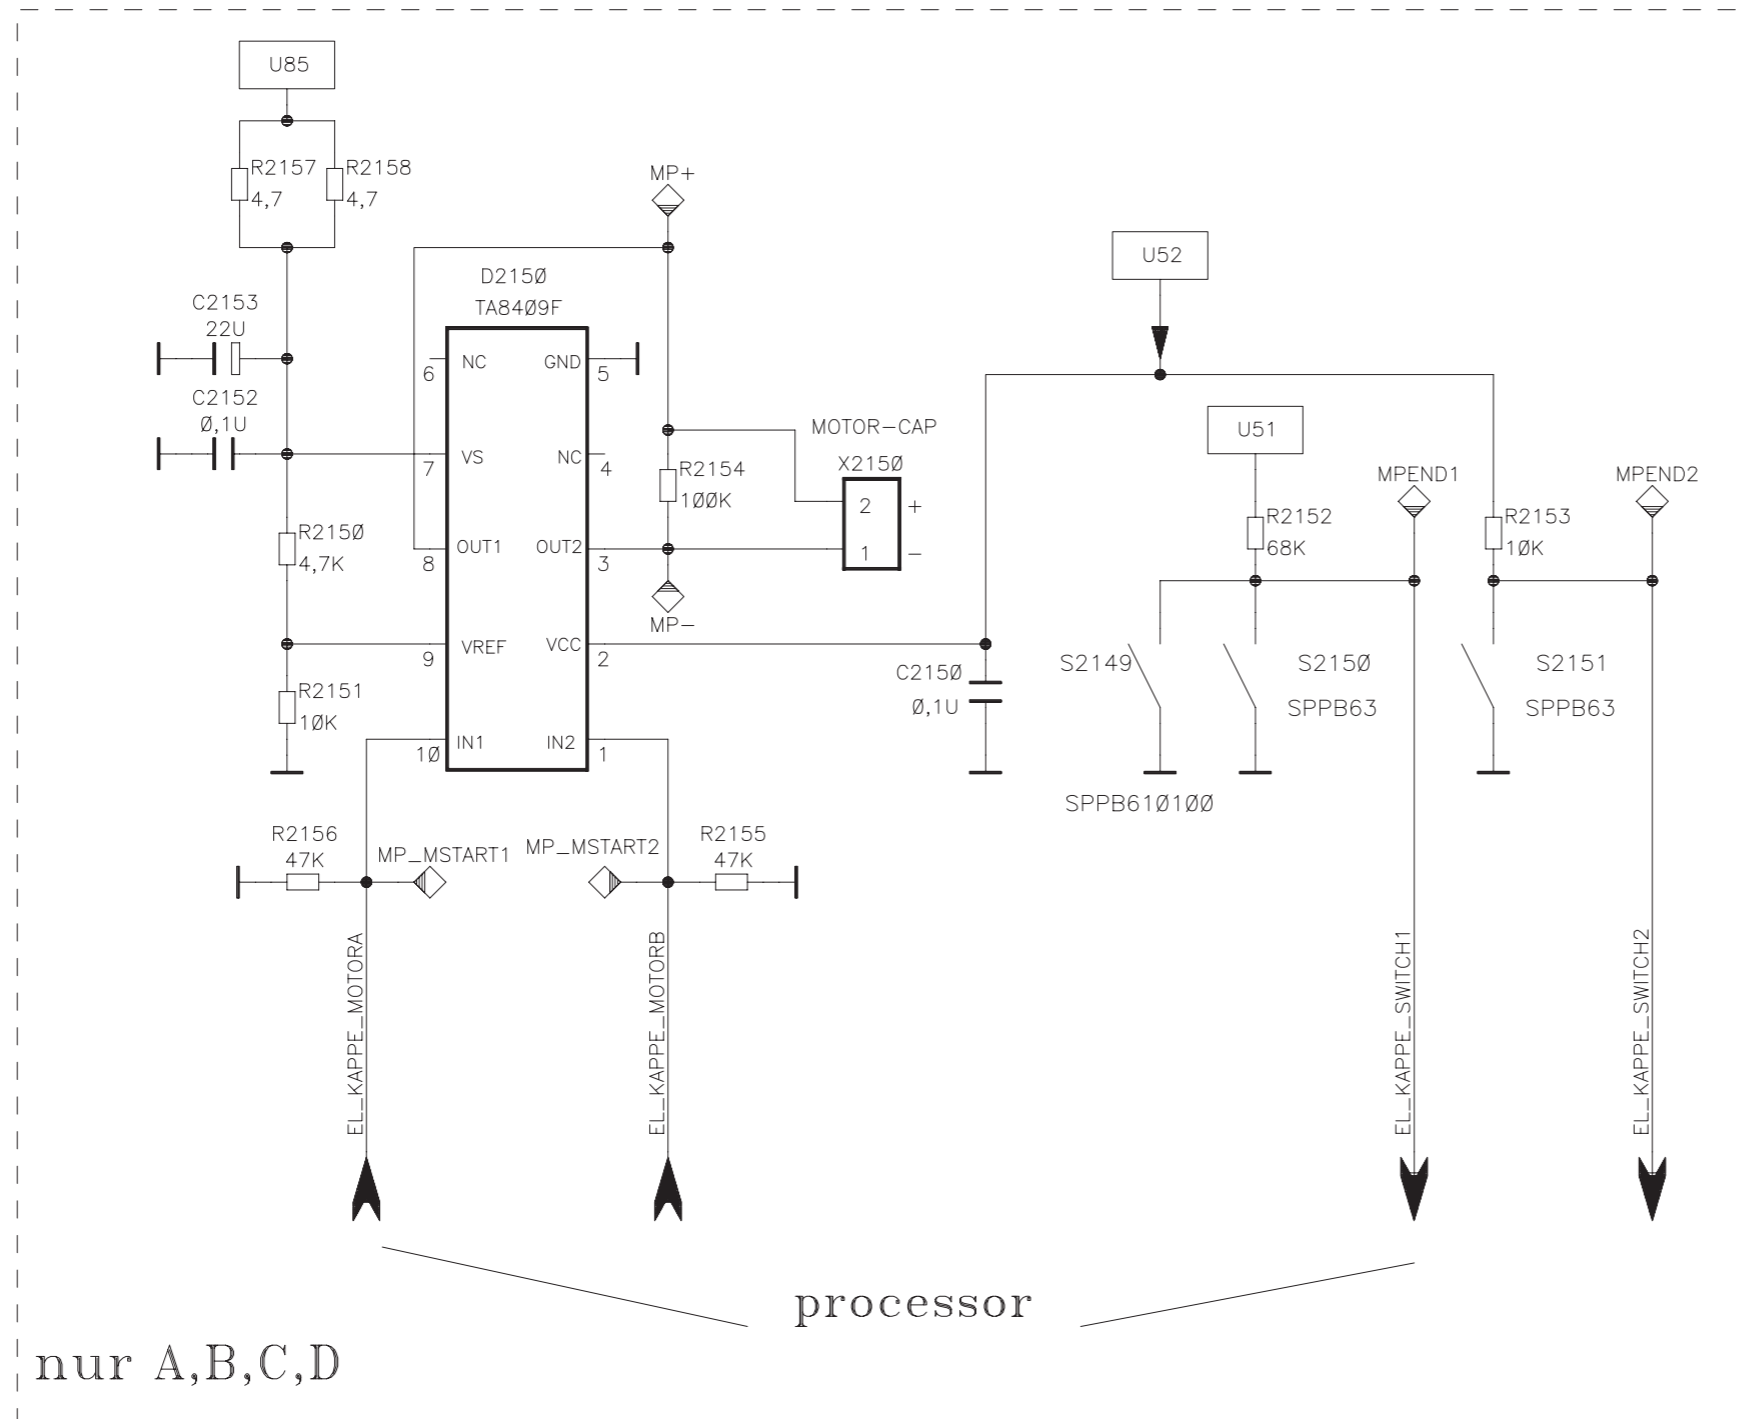 U85
R2157
4,7
R2158
4,7
MP+
U52
D215Ø
TA84Ø9F
C2153
22U
C2152
Ø,1U
NC
6
GND
5
VS
7
NC
4
OUT1
8
OUT2
3
VREF
9
VCC
2
IN1
1Ø
IN2
1
R215Ø
4,7K
R2151
1ØK
R2154
1ØØK
MP-
MOTOR-CAP
X215Ø
2 +
1 -
U51
MPEND1
MPEND2
R2152
68K
R2153
1ØK
C215Ø
Ø,1U
S2149
SPPB61Ø1ØØ
S215Ø
SPPB63
S2151
SPPB63
R2156
47K
MP_MSTART1
MP_MSTART2
R2155
47K
EL_KAPPE_MOTORA
EL_KAPPE_MOTORB
EL_KAPPE_SWITCH1
EL_KAPPE_SWITCH2
processor
nur A,B,C,D